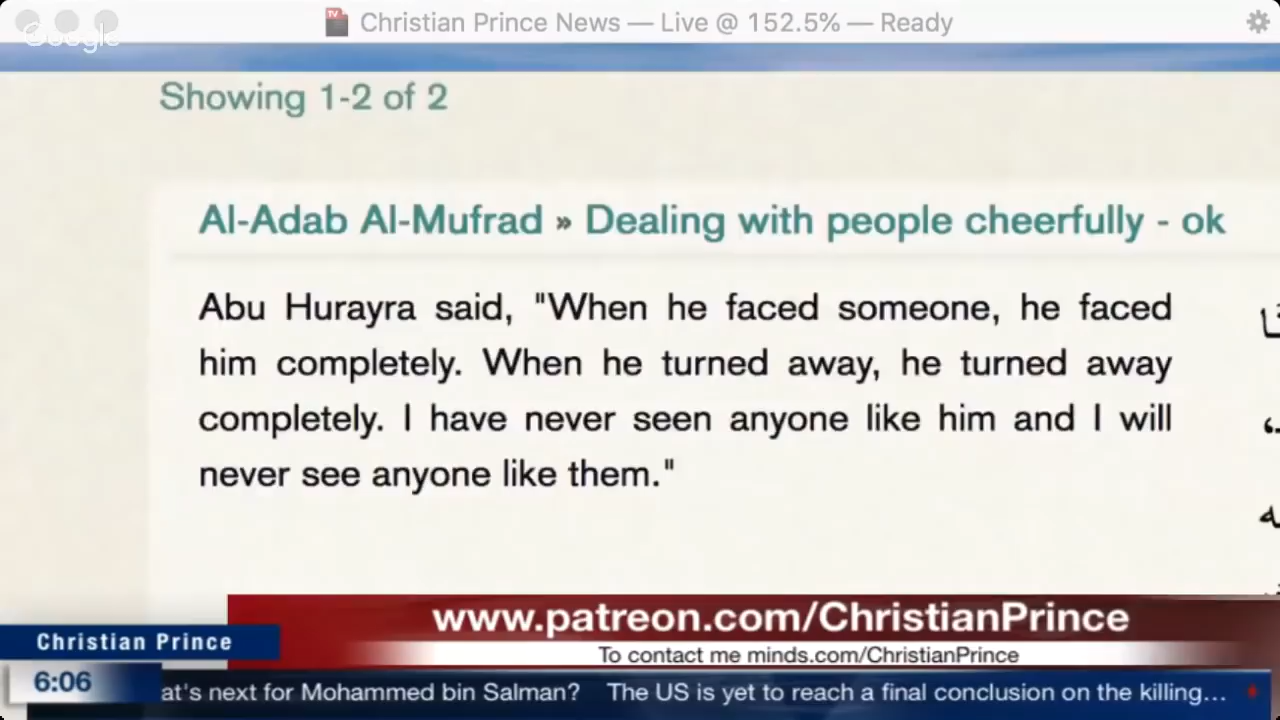 Christian Prince News — Live @ 152.5% — Ready
Google
Showing 1-2 of 2
Al-Adab Al-Mufrad » Dealing with people cheerfully - ok
Abu Hurayra said, "When he faced someone, he faced
him completely. When he turned away, he turned away
completely. I have never seen anyone like him and I will
never see anyone like them."
www.patreon.com/ChristianPrince
Christian Prince
To contact me minds.com/ChristianPrince
6:06
at's next for Mohammed bin Salman? The US is yet to reach a final conclusion on the killing...